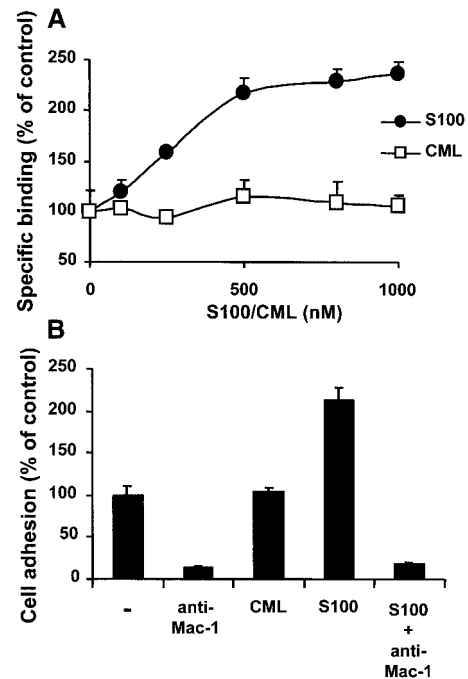 A
Specific binding (% of control)
250
200
150
100
50
0
500
1000
S100/CML (nM)
S100
CML
B
Cell adhesion (% of control)
250
200
150
100
50
0
-
anti-
Mac-1
CML
S100
S100
+
anti-
Mac-1